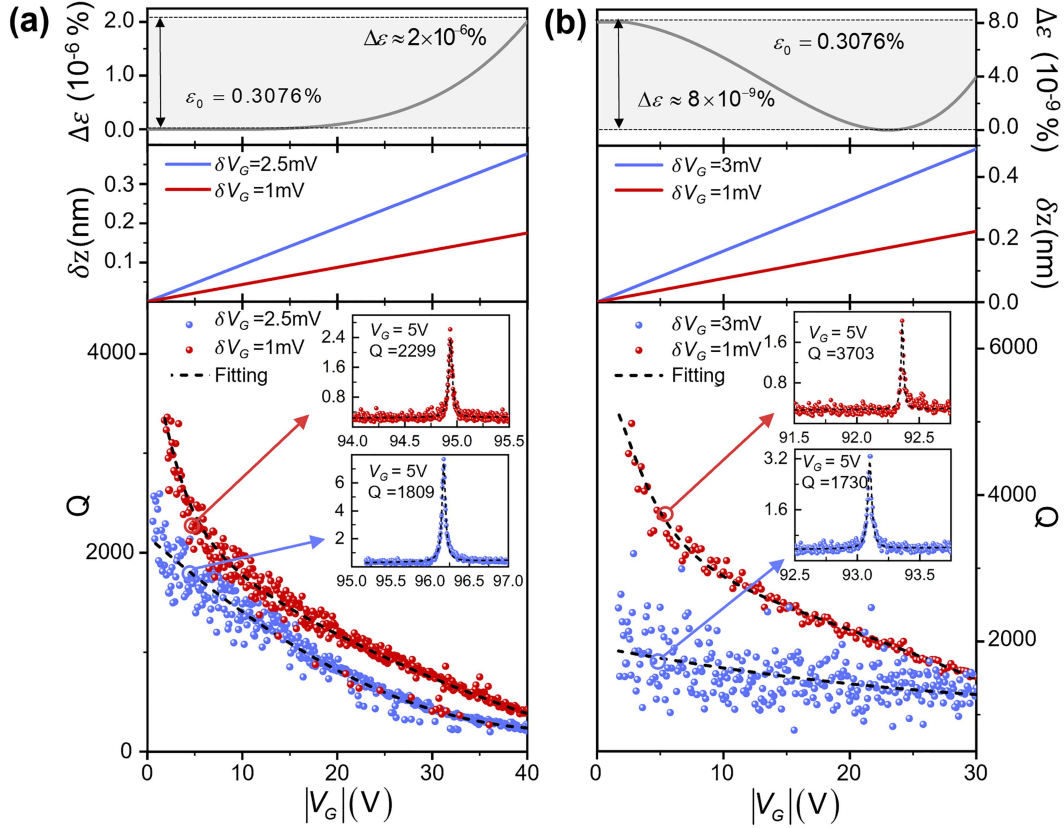 (a)
2.0
1.0
0.0
Δε (10⁻⁶ %)
Δε ≈ 2×10⁻⁶%
ε₀ = 0.3076%
δV_G=2.5mV
δV_G=1mV
0.3
0.2
0.1
δz(nm)
δV_G=2.5mV
δV_G=1mV
Fitting
4000
2000
0
Q
V_G = 5V
Q =2299
2.4
1.6
0.8
94.0 94.5 95.0 95.5
V_G = 5V
Q =1809
6
4
2
95.0 95.5 96.0 96.5 97.0
0 10 20 30 40
|V_G|(V)
(b)
8.0
4.0
0.0
Δε (10⁻⁹ %)
ε₀ = 0.3076%
Δε ≈ 8×10⁻⁹%
δV_G=3mV
δV_G=1mV
0.4
0.2
0.0
δz(nm)
δV_G=3mV
δV_G=1mV
Fitting
6000
4000
2000
Q
V_G = 5V
Q =3703
1.6
0.8
91.5 92.0 92.5
V_G = 5V
Q =1730
3.2
1.6
92.5 93.0 93.5
0 10 20 30
|V_G|(V)